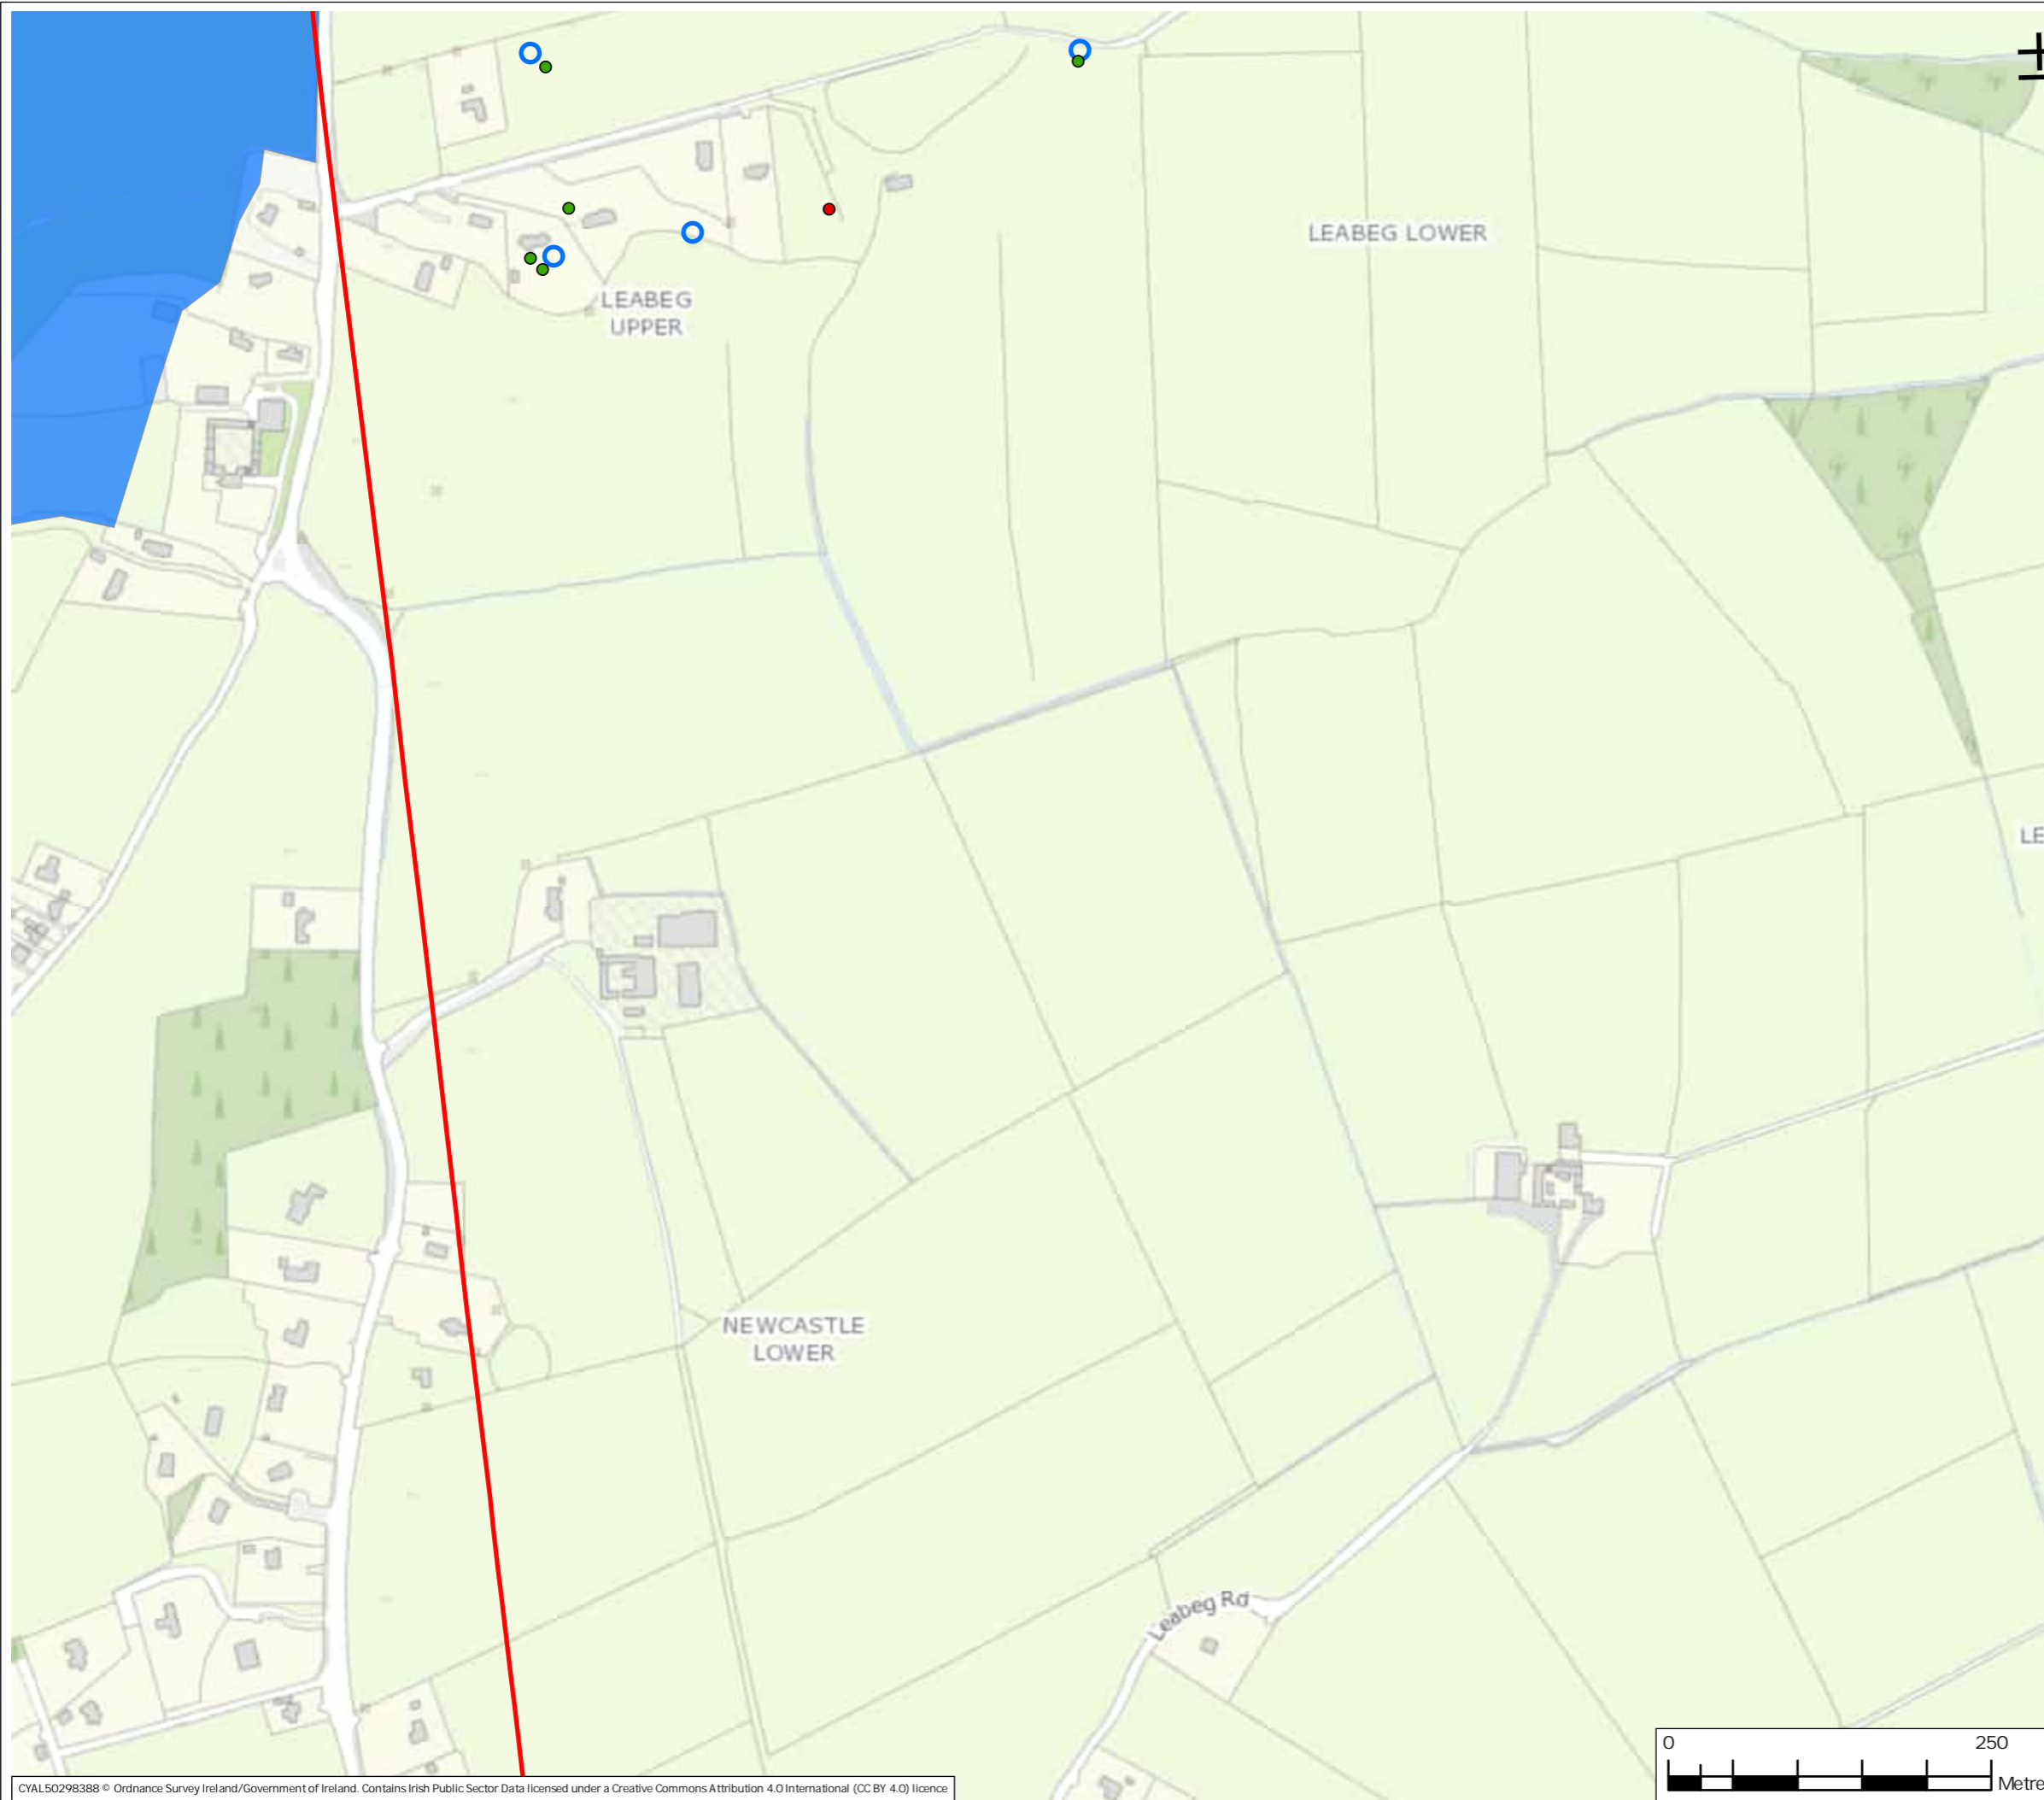 LEABEG LOWER
LEABEG
UPPER
LE
NEWCASTLE
LOWER
Leabeg Rd
0 250
Metre
CYAL50298388 © Ordnance Survey Ireland/Government of Ireland. Contains Irish Public Sector Data licensed under a Creative Commons Attribution 4.0 International (CC BY 4.0) licence